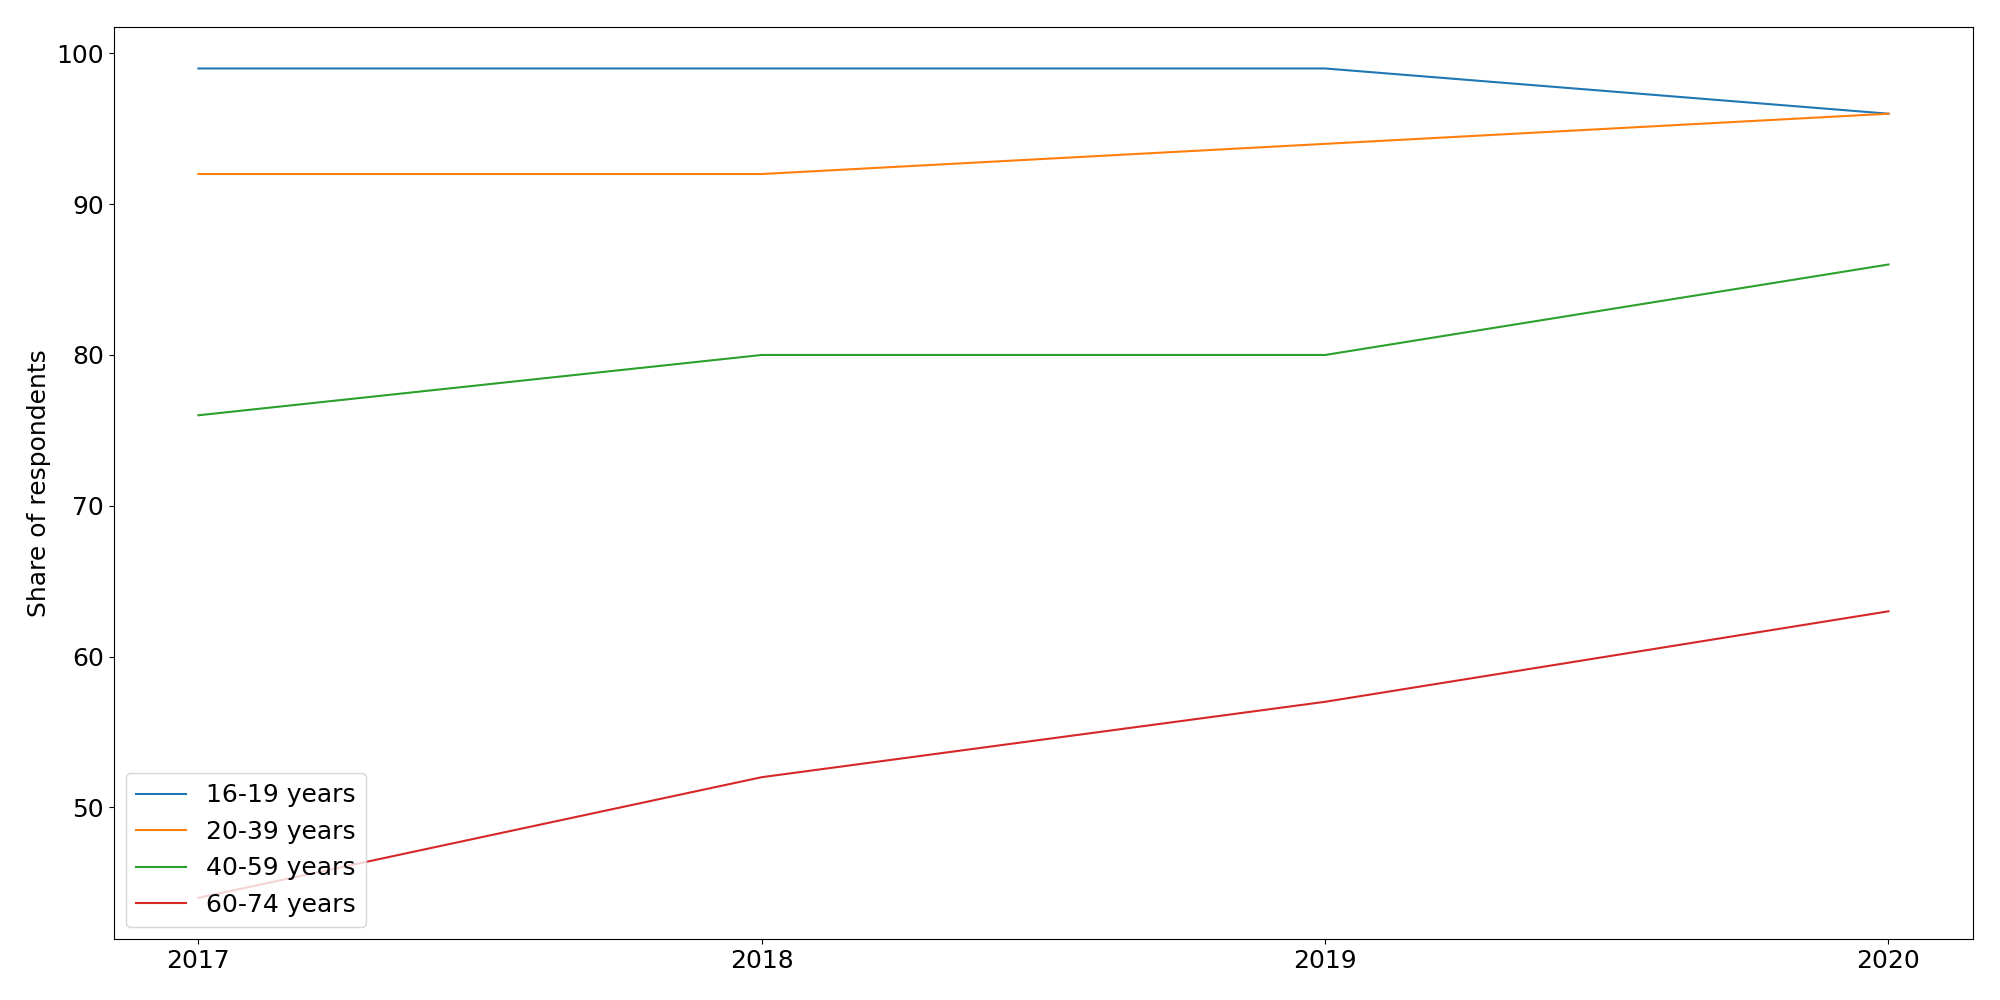 Share of respondents
100
90
80
70
60
50
16-19 years
20-39 years
40-59 years
60-74 years
2017 2018 2019 2020